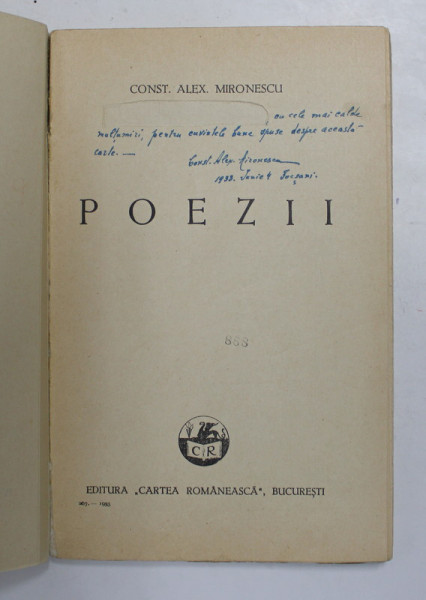 CONST. ALEX. MIRONESCU
cu cele mai calde
mulțumiri, pentru cuvintele bune spuse despre această
carte. —
Const. Alex. Mironescu
1933. Focșani.
POEZII
868
C R
EDITURA „CARTEA ROMÂNEASCĂ", BUCUREȘTI